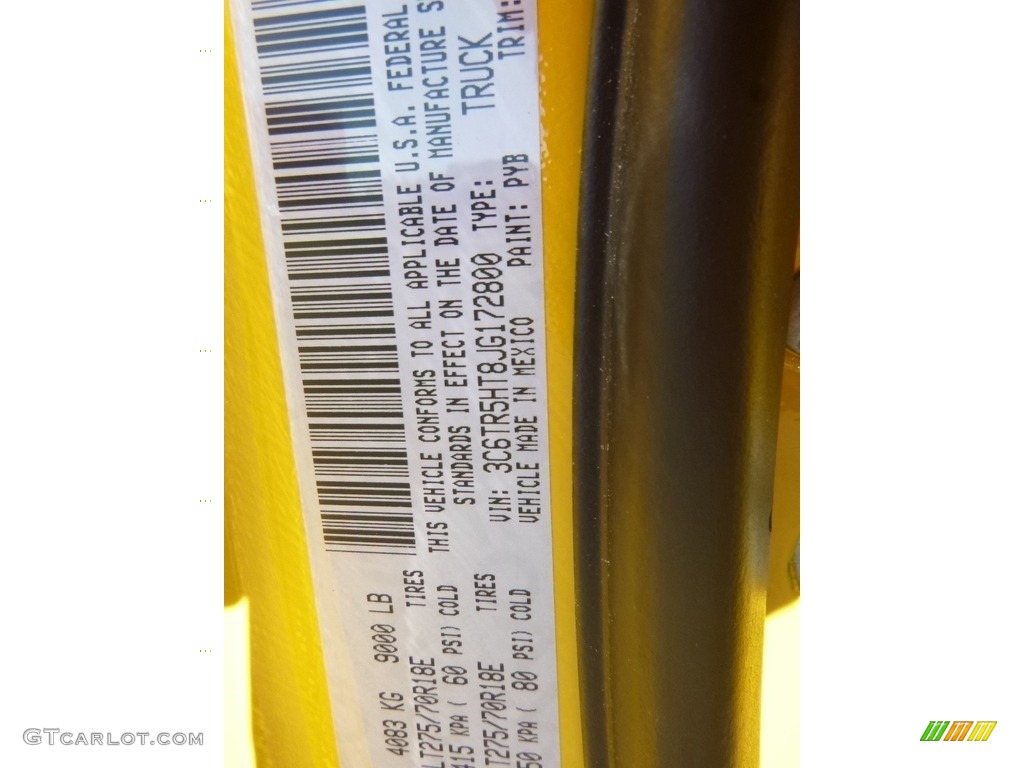 4083 KG 9000 LB
LT275/70R18E TIRES
415 KPA ( 60 PSI) COLD
LT275/70R18E TIRES
50 KPA ( 80 PSI) COLD
THIS VEHICLE CONFORMS TO ALL APPLICABLE U.S.A. FEDERAL
STANDARDS IN EFFECT ON THE DATE OF MANUFACTURE
VIN: 3C6TR5HT8JG172800 TYPE: TRUCK
VEHICLE MADE IN MEXICO PAINT: PYB TRIM:
GTCarlot.com